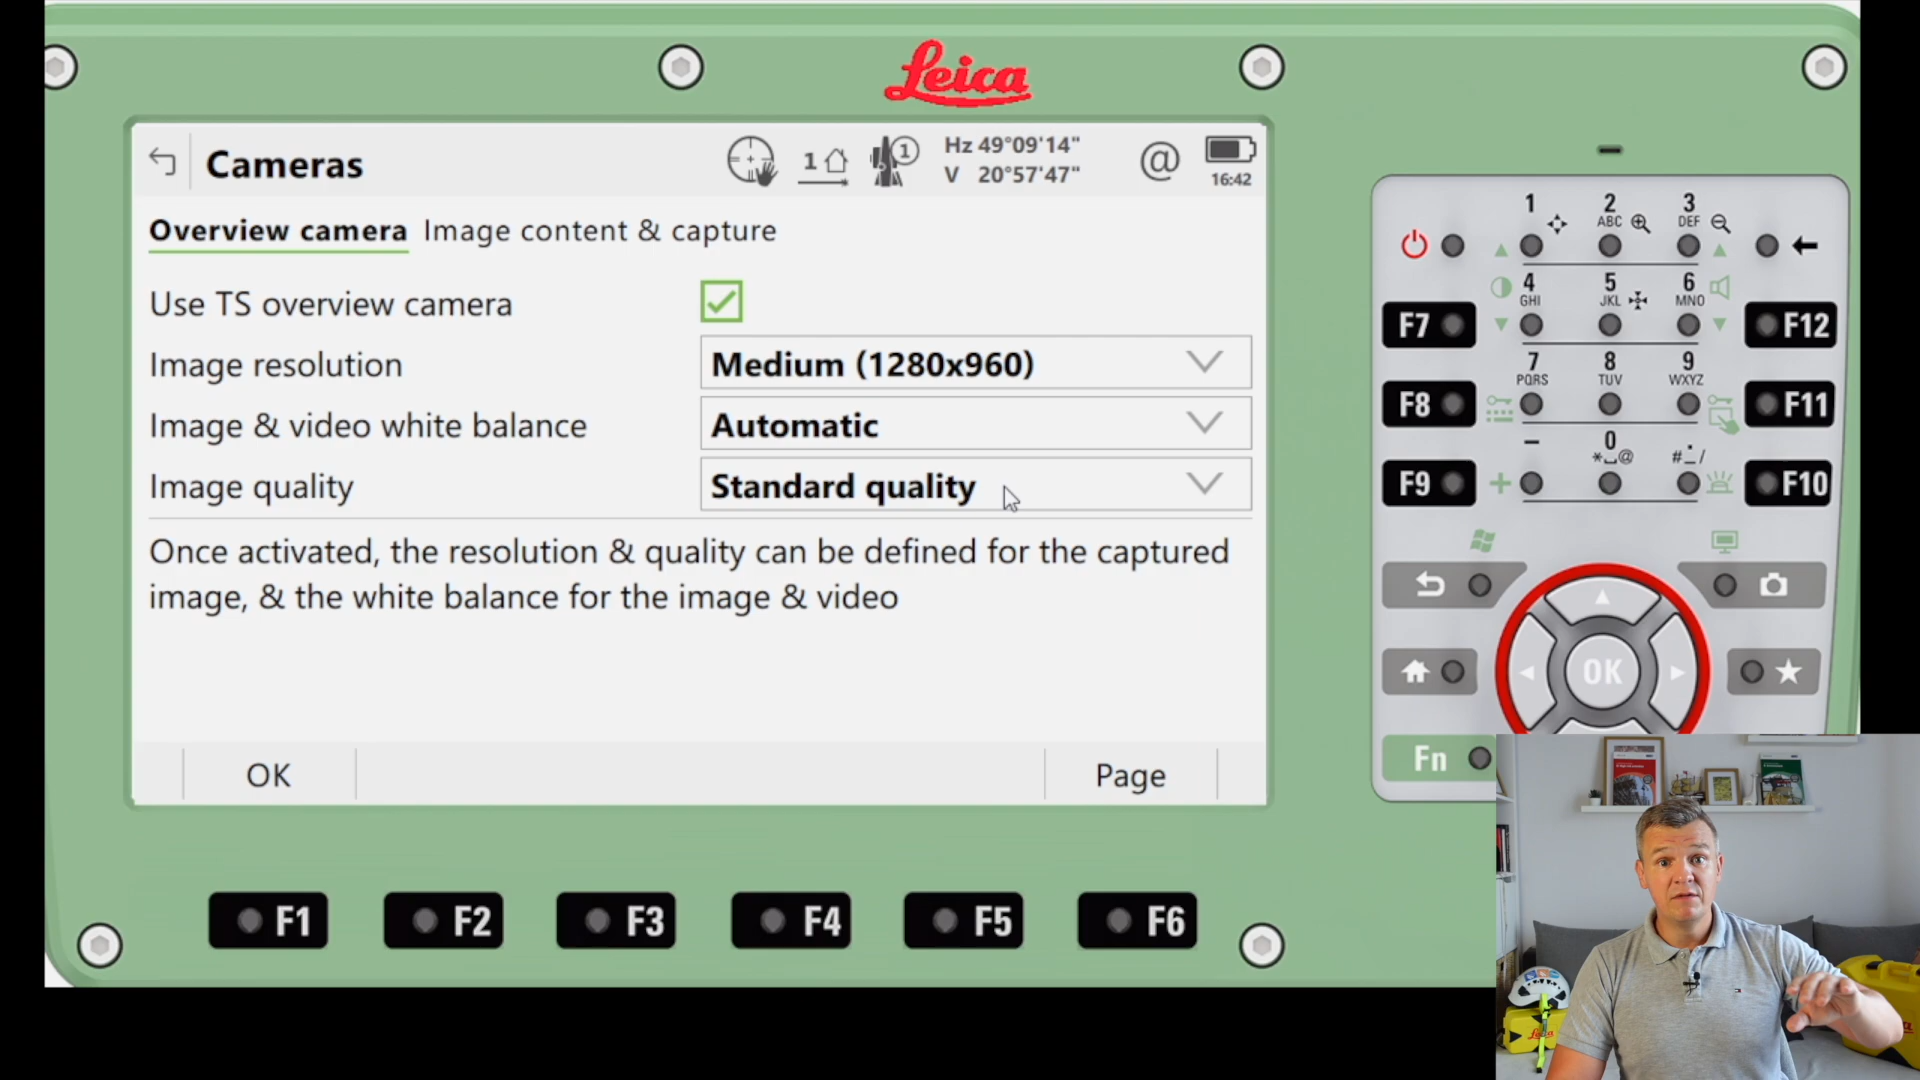 Leica
Cameras
1
1
Hz 49°09'14"
V 20°57'47"
@
16:42
Overview camera Image content & capture
Use TS overview camera
Image resolution Medium (1280x960)
Image & video white balance Automatic
Image quality Standard quality
Once activated, the resolution & quality can be defined for the captured
image, & the white balance for the image & video
OK Page
F1 F2 F3 F4 F5 F6
1 2 3
ABC DEF
4 5 6
GHI JKL MNO
F7 F12
7 8 9
PQRS TUV WXYZ
F8 F11
– 0 .
*⎵@ #_/
F9 F10
OK
Fn
Leica